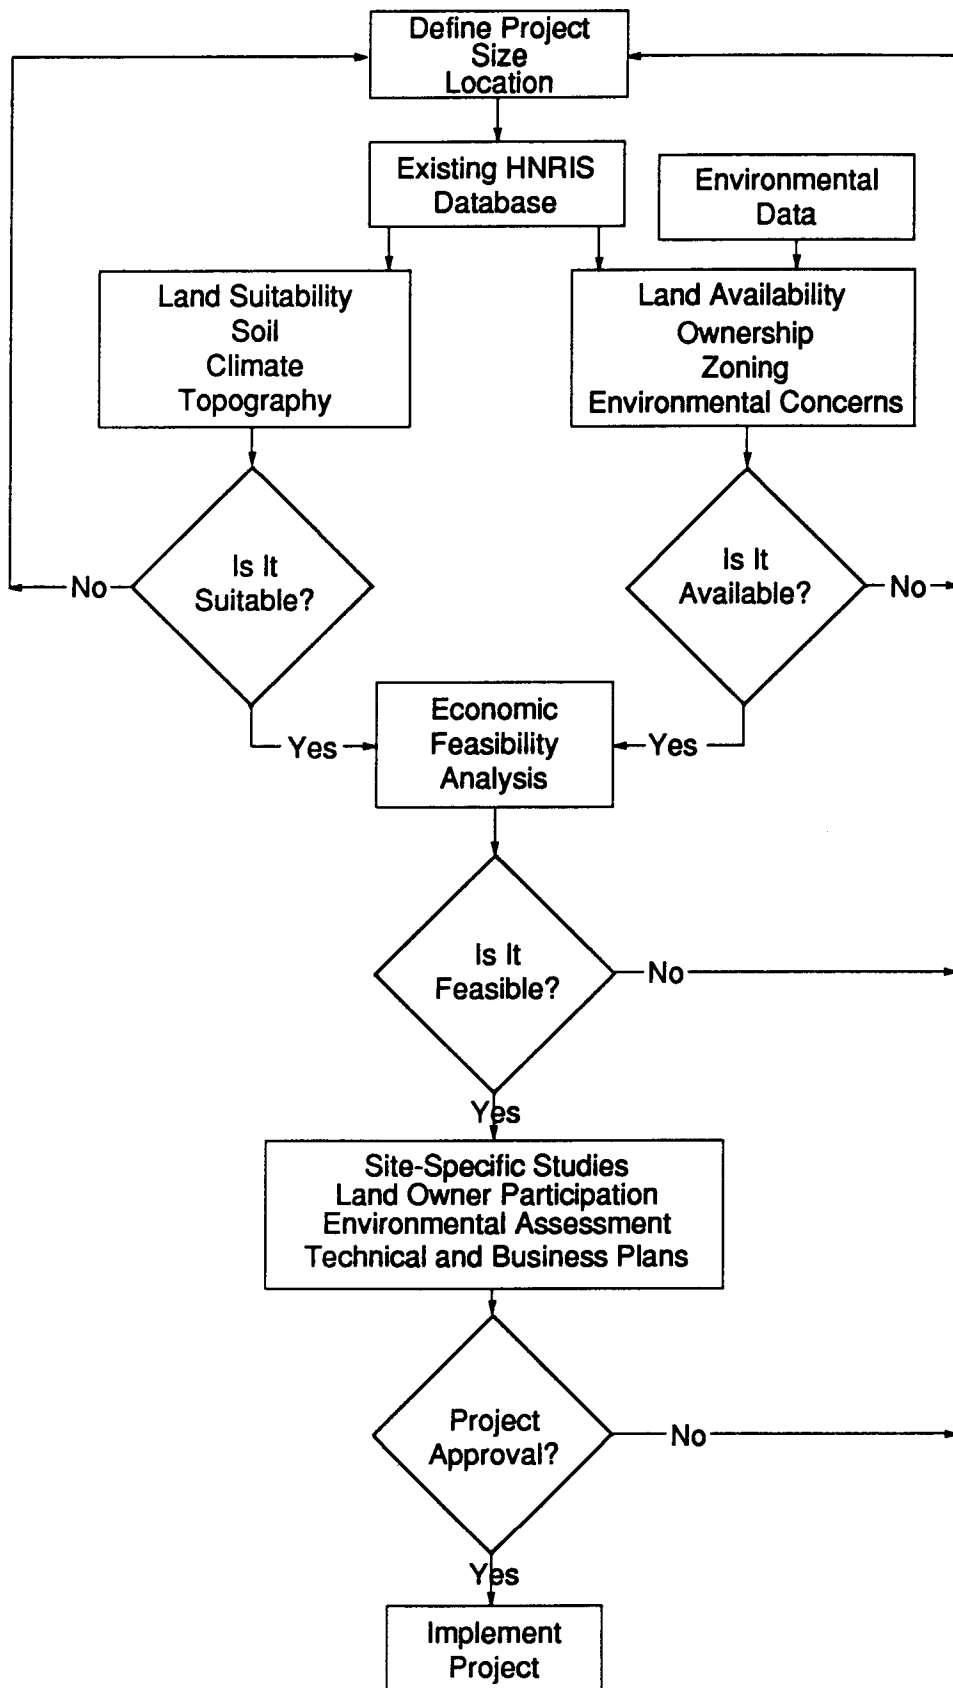 Define Project
Size
Location
Existing HNRIS
Database
Environmental
Data
Land Suitability
Soil
Climate
Topography
Land Availability
Ownership
Zoning
Environmental Concerns
Is It
Suitable?
No
Yes
Is It
Available?
No
Yes
Economic
Feasibility
Analysis
Is It
Feasible?
No
Yes
Site-Specific Studies
Land Owner Participation
Environmental Assessment
Technical and Business Plans
Project
Approval?
No
Yes
Implement
Project